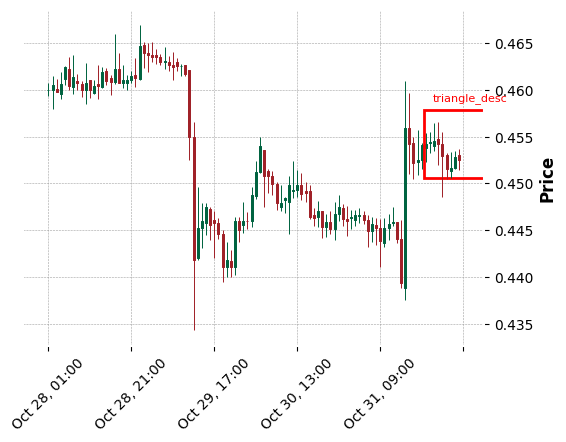 triangle_desc
0.465
0.460
0.455
0.450
0.445
0.440
0.435
Price
Oct 28, 01:00
Oct 28, 21:00
Oct 29, 17:00
Oct 30, 13:00
Oct 31, 09:00